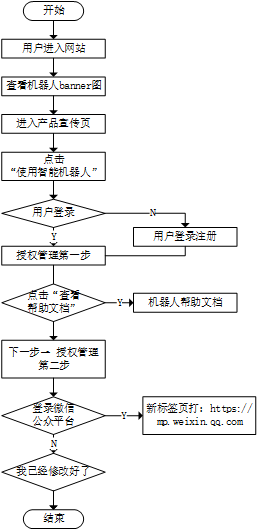 开始
用户进入网站
查看机器人banner图
进入产品宣传页
点击
“使用智能机器人”
用户登录
N
Y
用户登录注册
授权管理第一步
点击“查看
帮助文档”
Y
机器人帮助文档
下一步→ 授权管理
第二步
登录微信
公众平台
Y
新标签页打：https://
mp.weixin.qq.com
N
我已经修改好了
结束